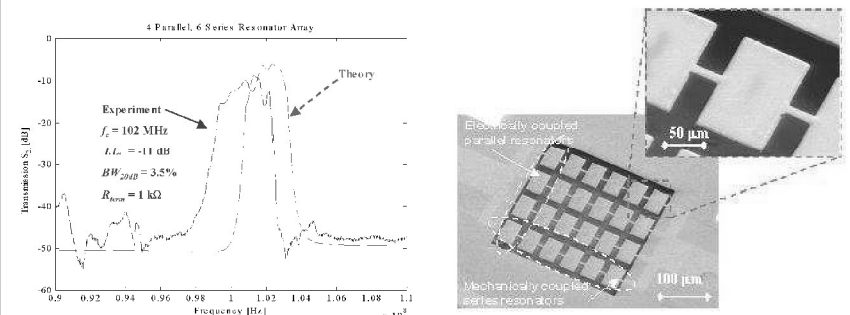 4 Parallel, 6 Series Resonator Array
Transmission S21 [dB]
0
-10
-20
-30
-40
-50
-60
Experiment
fc = 102 MHz
I.L. = -11 dB
BW20dB = 3.5%
Rterm = 1 kΩ
Theory
0.9 0.92 0.94 0.96 0.98 1 1.02 1.04 1.06 1.08 1.1
Frequency [Hz]
Electrically coupled
parallel resonators
50 μm
Mechanically coupled
series resonators
100 μm